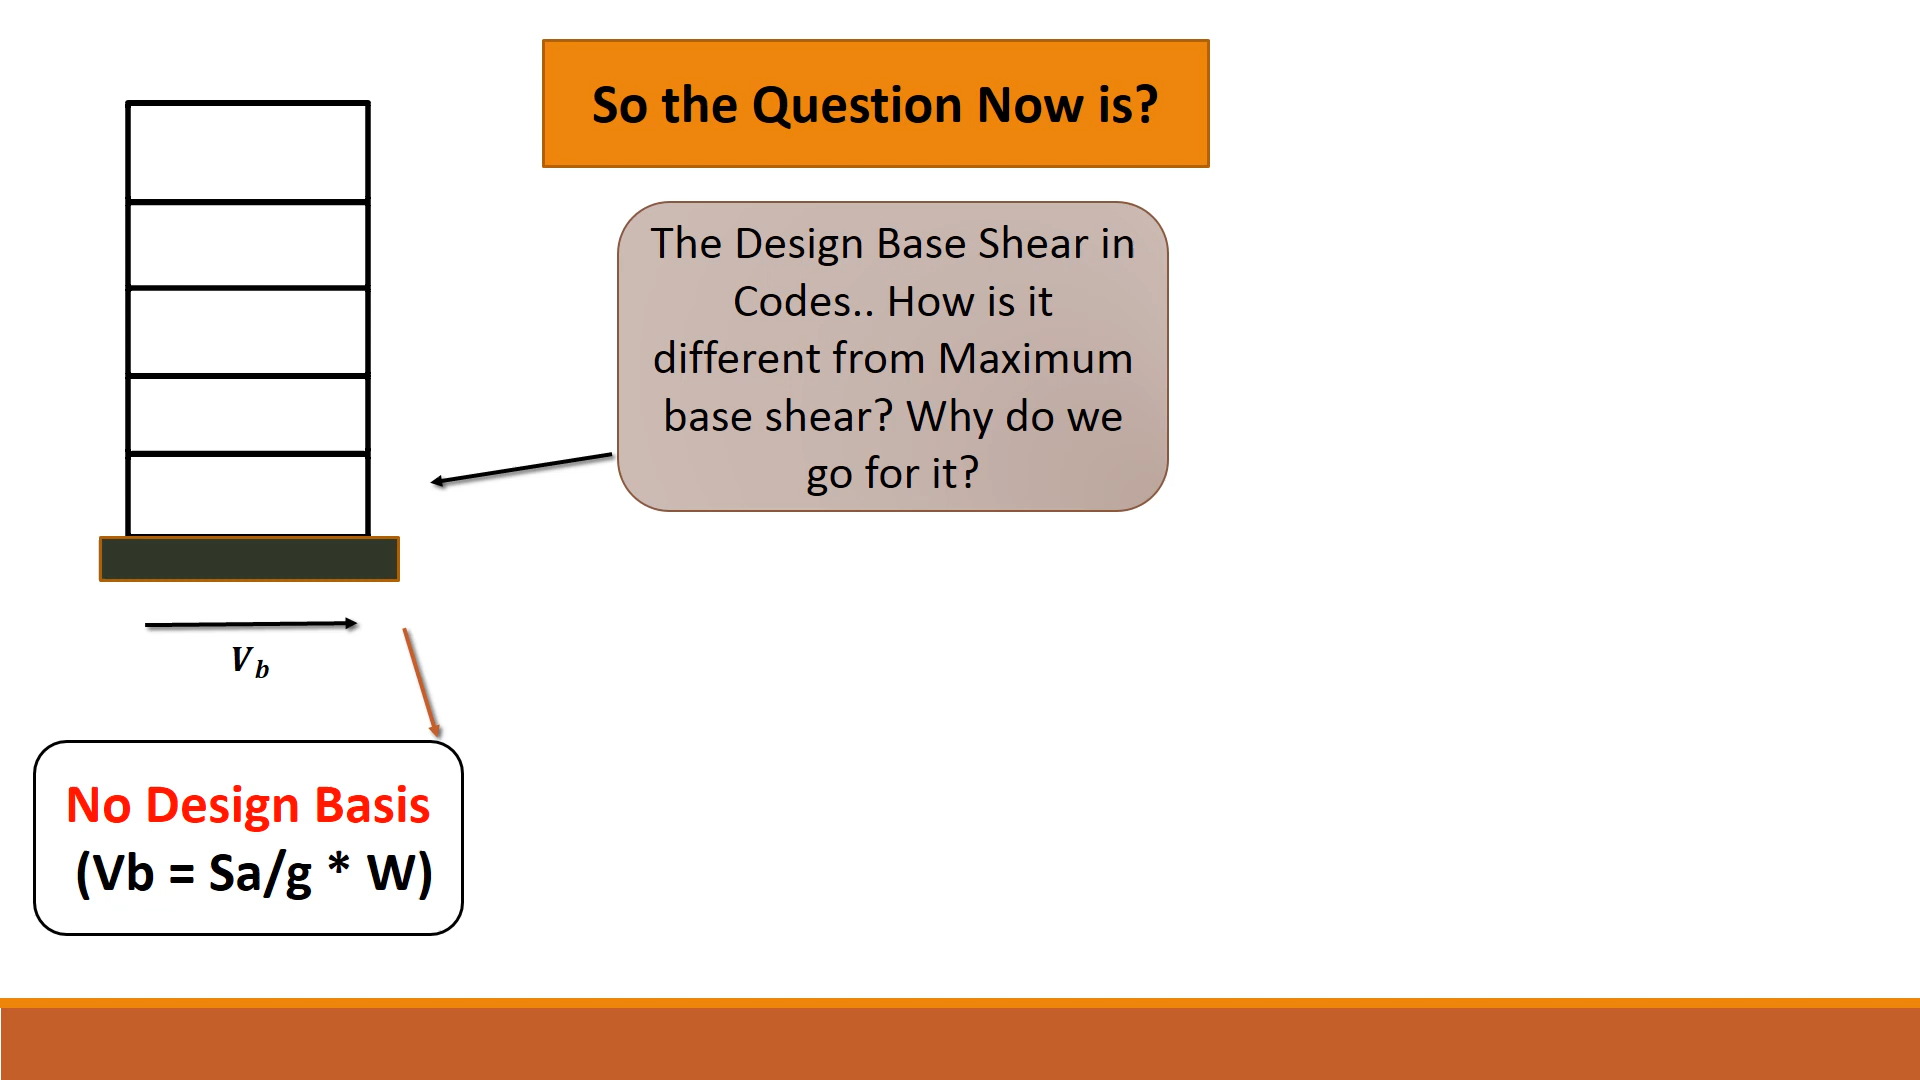 So the Question Now is?
The Design Base Shear in
Codes.. How is it
different from Maximum
base shear? Why do we
go for it?
V_b
No Design Basis
(Vb = Sa/g * W)